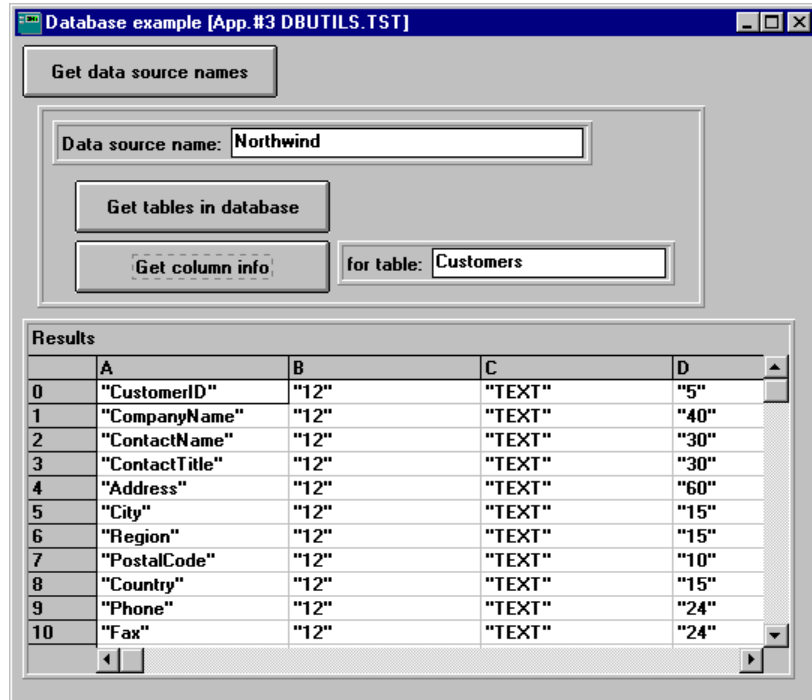 Database example [App.#3 DBUTILS.TST]
Get data source names
Data source name: Northwind
Get tables in database
Get column info for table: Customers
Results
A B C D
0 "CustomerID" "12" "TEXT" "5"
1 "CompanyName" "12" "TEXT" "40"
2 "ContactName" "12" "TEXT" "30"
3 "ContactTitle" "12" "TEXT" "30"
4 "Address" "12" "TEXT" "60"
5 "City" "12" "TEXT" "15"
6 "Region" "12" "TEXT" "15"
7 "PostalCode" "12" "TEXT" "10"
8 "Country" "12" "TEXT" "15"
9 "Phone" "12" "TEXT" "24"
10 "Fax" "12" "TEXT" "24"